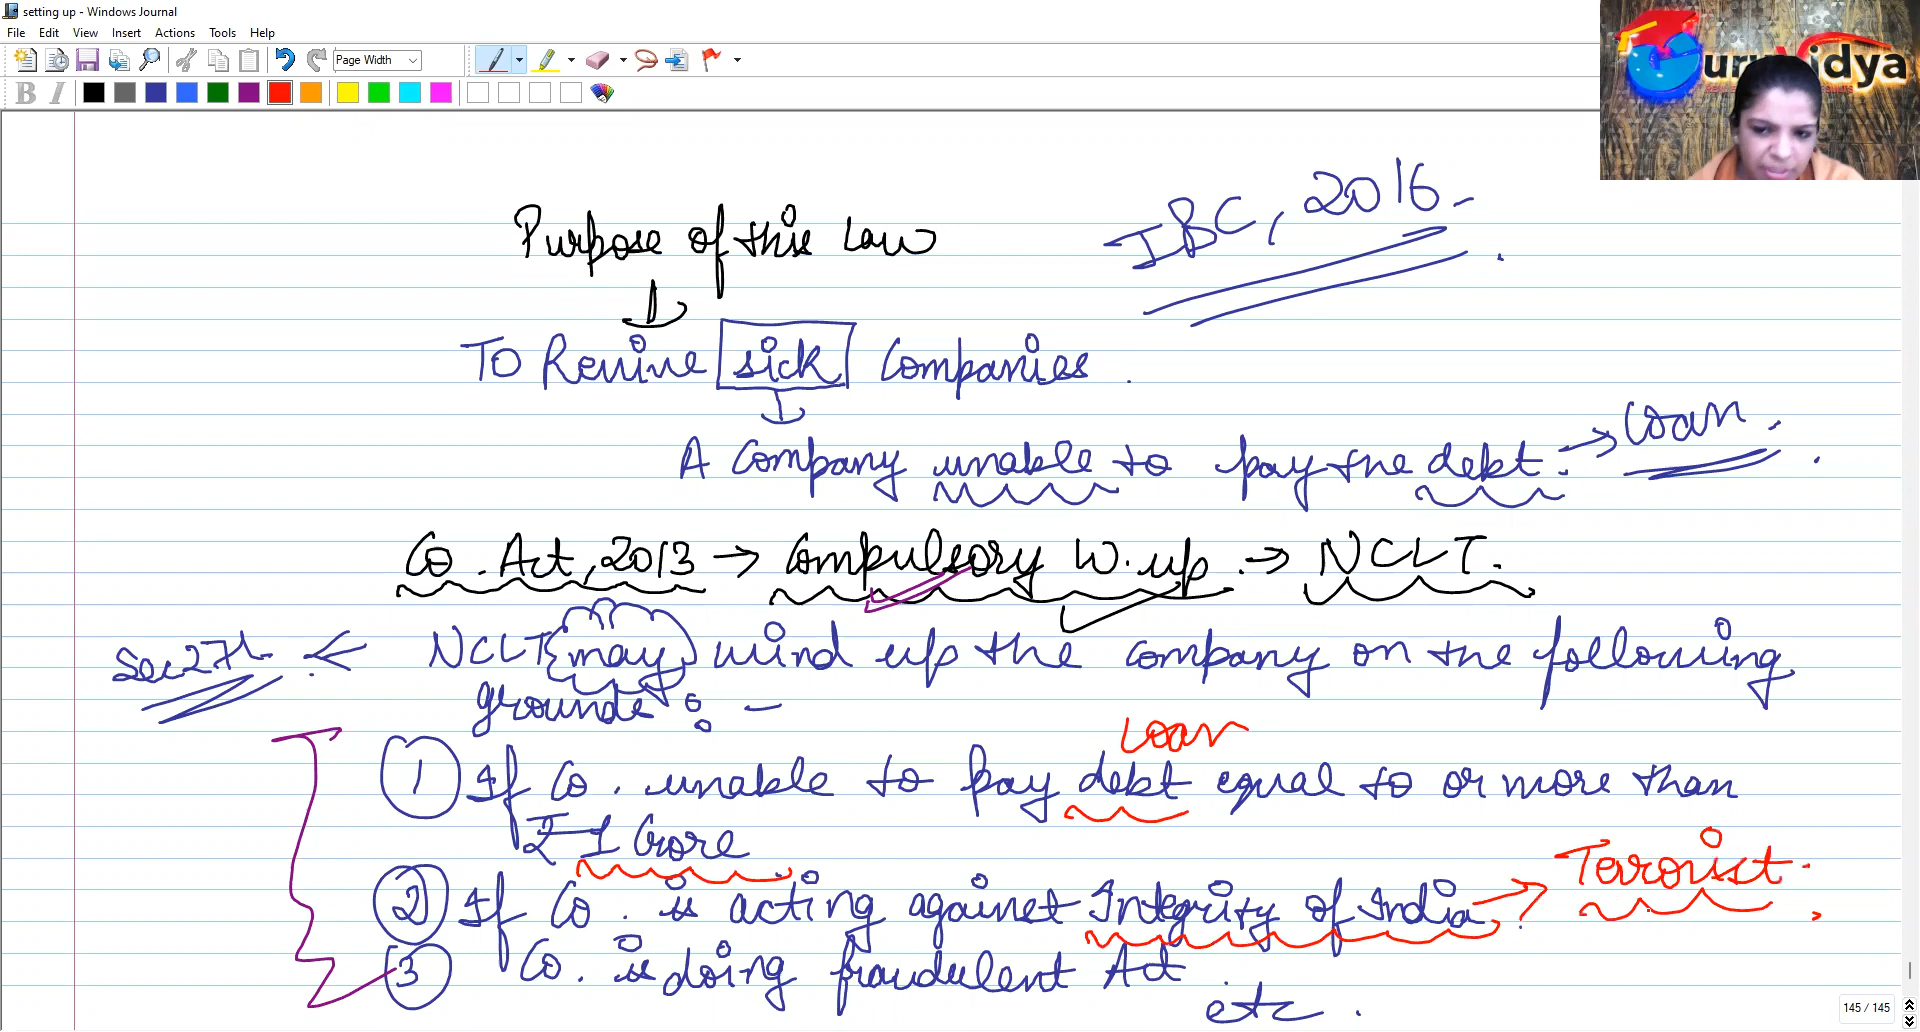 setting up - Windows Journal
File Edit View Insert Actions Tools Help
Page Width
B I
GuruVidya
Purpose of this Law
IBC, 2016.
To Revive sick Companies.
A Company unable to pay the debt. → Loan.
Co. Act, 2013 → Compulsory W. up. → NCLT.
Sec 271 ← NCLT {may} wind up the company on the following
grounds : -
Loan
1 If Co. unable to pay debt equal to or more than
₹ 1 Crore
2 If Co. is acting against Integrity of India → Terorist.
3 Co. is doing fraudulent Act
etc.
145 / 145